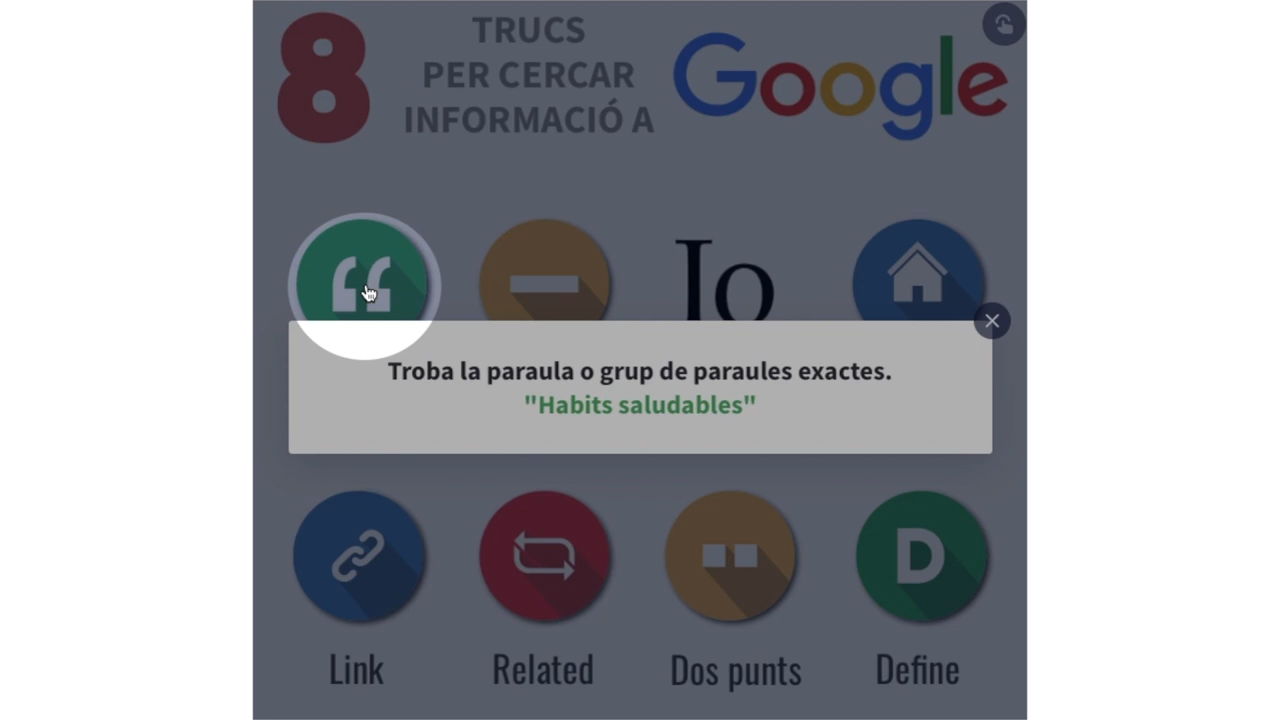 8
TRUCS
PER CERCAR
INFORMACIÓ A
Google
Jo
Troba la paraula o grup de paraules exactes.
"Habits saludables"
D
Link
Related
Dos punts
Define